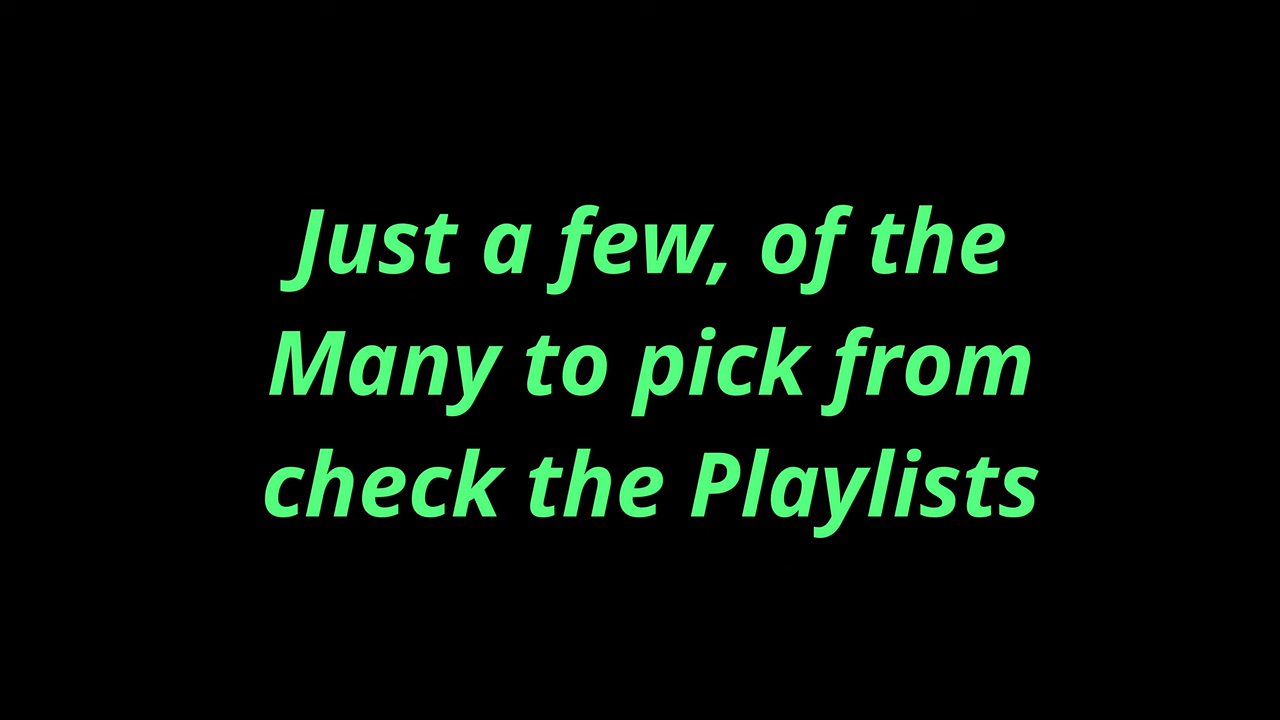 Just a few, of the
Many to pick from
check the Playlists